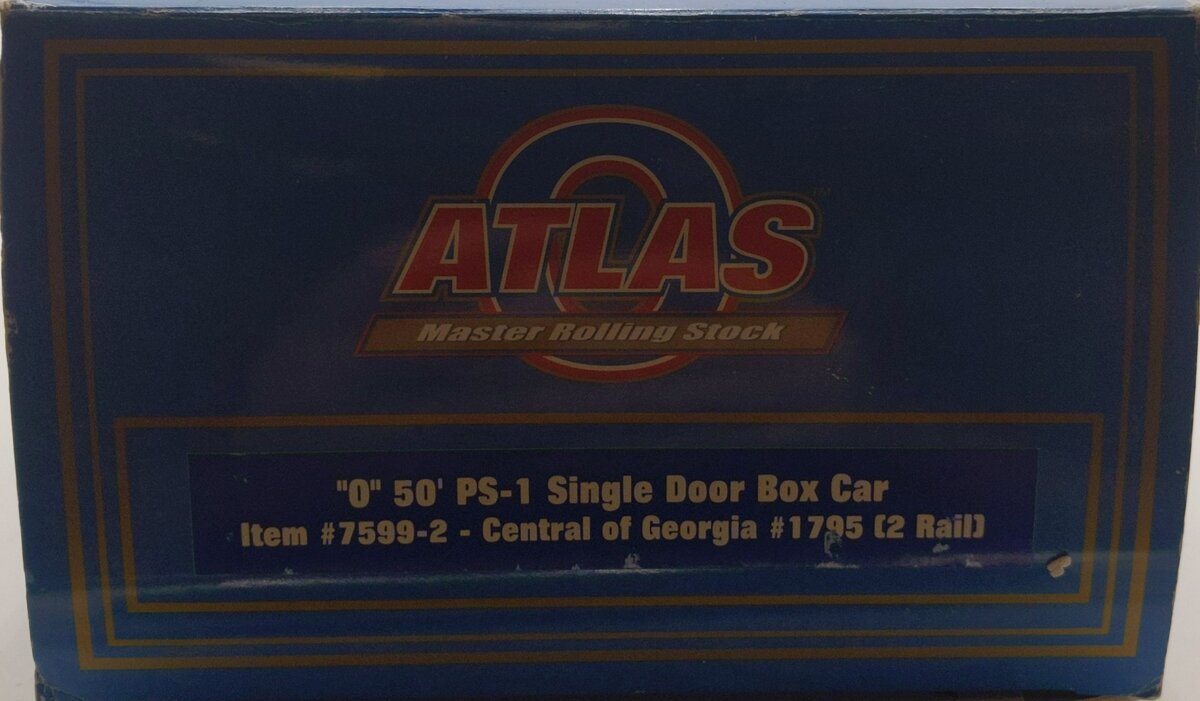 ATLAS™
Master Rolling Stock
"O" 50' PS-1 Single Door Box Car
Item #7599-2 - Central of Georgia #1795 (2 Rail)